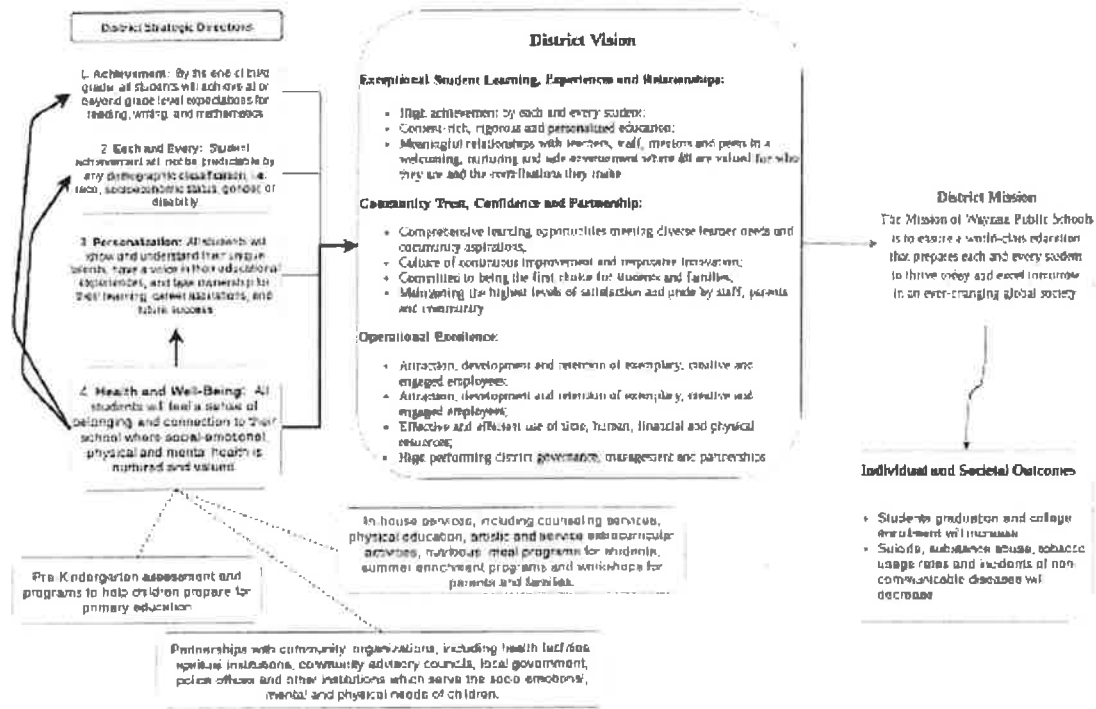 District Strategic Directions
1. Achievement: By the end of third
grade, all students will achieve at or
beyond grade level expectations for
reading, writing, and mathematics
2. Each and Every: Student
achievement will not be predictable by
any demographic classification, i.e.
race, socioeconomic status, gender, or
disability
3. Personalization: All students will
know and understand their unique
talents, have a voice in their educational
experiences, and take ownership for
their learning, career aspirations, and
future success
4. Health and Well-Being: All
students will feel a sense of
belonging and connection to their
school where social-emotional,
physical and mental health is
nurtured and valued
District Vision
Exceptional Student Learning, Experiences and Relationships:
• High achievement by each and every student;
• Content-rich, rigorous and personalized education;
• Meaningful relationships with teachers, staff, mentors and peers in a
welcoming, nurturing and safe environment where all are valued for who
they are and the contributions they make
Community Trust, Confidence and Partnership:
• Comprehensive learning opportunities meeting diverse learner needs and
community aspirations;
• Culture of continuous improvement and responsive innovation;
• Committed to being the first choice for students and families;
• Maintaining the highest levels of satisfaction and pride by staff, parents
and community
Operational Excellence:
• Attraction, development and retention of exemplary, creative and
engaged employees;
• Attraction, development and retention of exemplary, creative and
engaged employees;
• Effective and efficient use of time, human, financial and physical
resources;
• High performing district governance, management and partnerships
District Mission
The Mission of Wayzata Public Schools
is to ensure a world-class education
that prepares each and every student
to thrive today and excel tomorrow
in an ever-changing global society
Individual and Societal Outcomes
• Students graduation and college
enrollment will increase
• Suicide, substance abuse, tobacco
usage rates and incidents of non-
communicable diseases will
decrease
In-house services, including counseling services,
physical education, artistic and service extracurricular
activities, nutritious meal programs for students,
summer enrichment programs and workshops for
parents and families.
Pre-Kindergarten assessment and
programs to help children prepare for
primary education
Partnerships with community organizations, including health facilities
spiritual institutions, community advisory councils, local government,
police officers and other institutions which serve the socio emotional,
mental and physical needs of children.